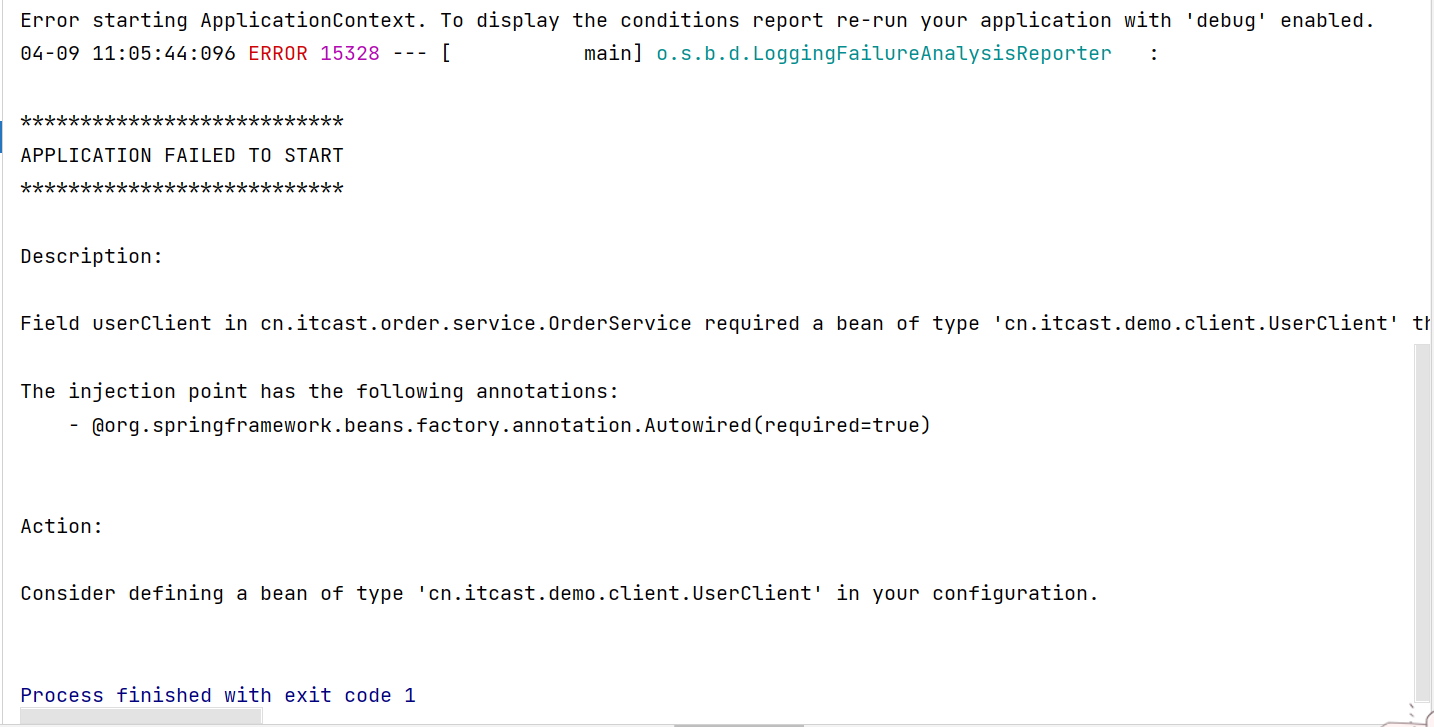 Error starting ApplicationContext. To display the conditions report re-run your application with 'debug' enabled.
04-09 11:05:44:096 ERROR 15328 --- [           main] o.s.b.d.LoggingFailureAnalysisReporter   :
***************************
APPLICATION FAILED TO START
***************************
Description:
Field userClient in cn.itcast.order.service.OrderService required a bean of type 'cn.itcast.demo.client.UserClient'
The injection point has the following annotations:
    - @org.springframework.beans.factory.annotation.Autowired(required=true)
Action:
Consider defining a bean of type 'cn.itcast.demo.client.UserClient' in your configuration.
Process finished with exit code 1